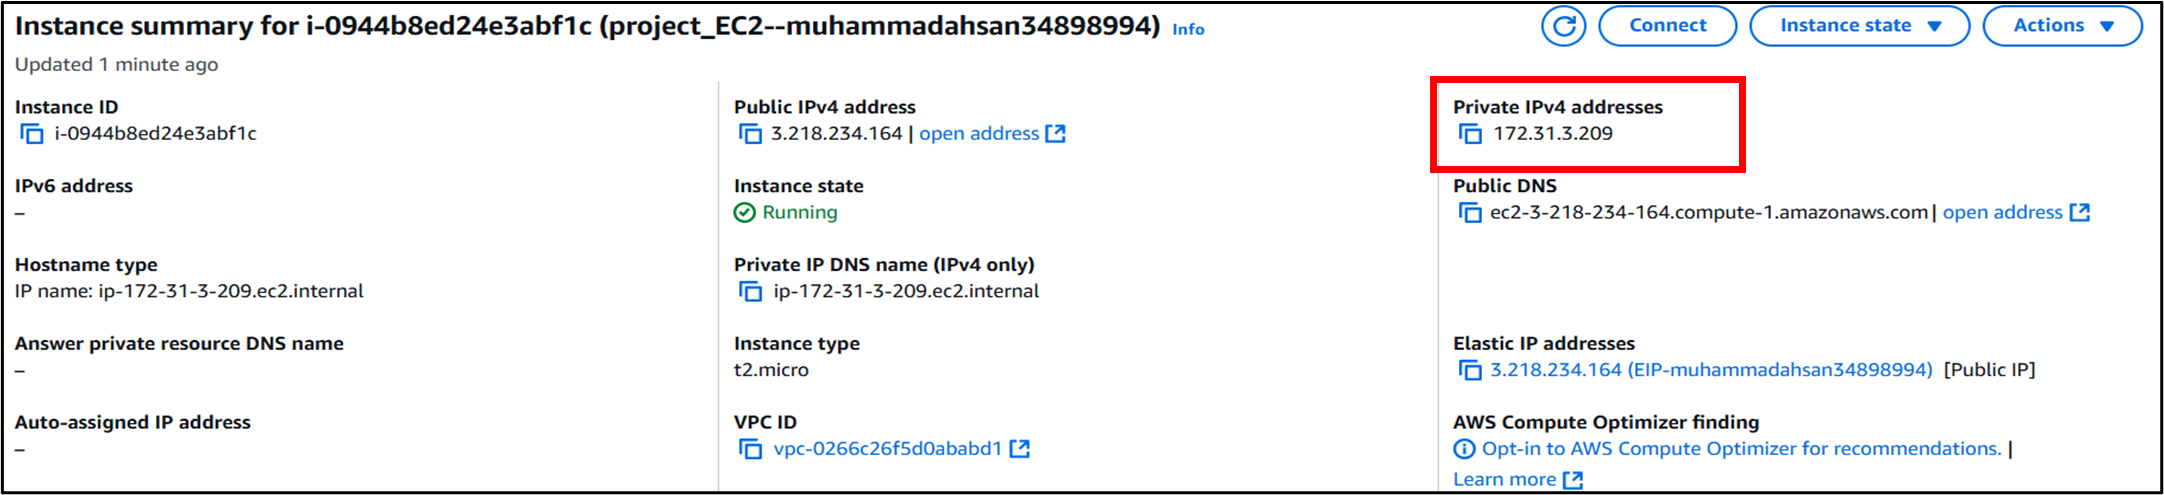 Instance summary for i-0944b8ed24e3abf1c (project_EC2--muhammadahsan34898994) Info
Connect
Instance state
Actions
Updated 1 minute ago
Instance ID
i-0944b8ed24e3abf1c
Public IPv4 address
3.218.234.164 | open address
Private IPv4 addresses
172.31.3.209
IPv6 address
–
Instance state
Running
Public DNS
ec2-3-218-234-164.compute-1.amazonaws.com | open address
Hostname type
IP name: ip-172-31-3-209.ec2.internal
Private IP DNS name (IPv4 only)
ip-172-31-3-209.ec2.internal
Answer private resource DNS name
–
Instance type
t2.micro
Elastic IP addresses
3.218.234.164 (EIP-muhammadahsan34898994) [Public IP]
Auto-assigned IP address
–
VPC ID
vpc-0266c26f5d0ababd1
AWS Compute Optimizer finding
Opt-in to AWS Compute Optimizer for recommendations. |
Learn more